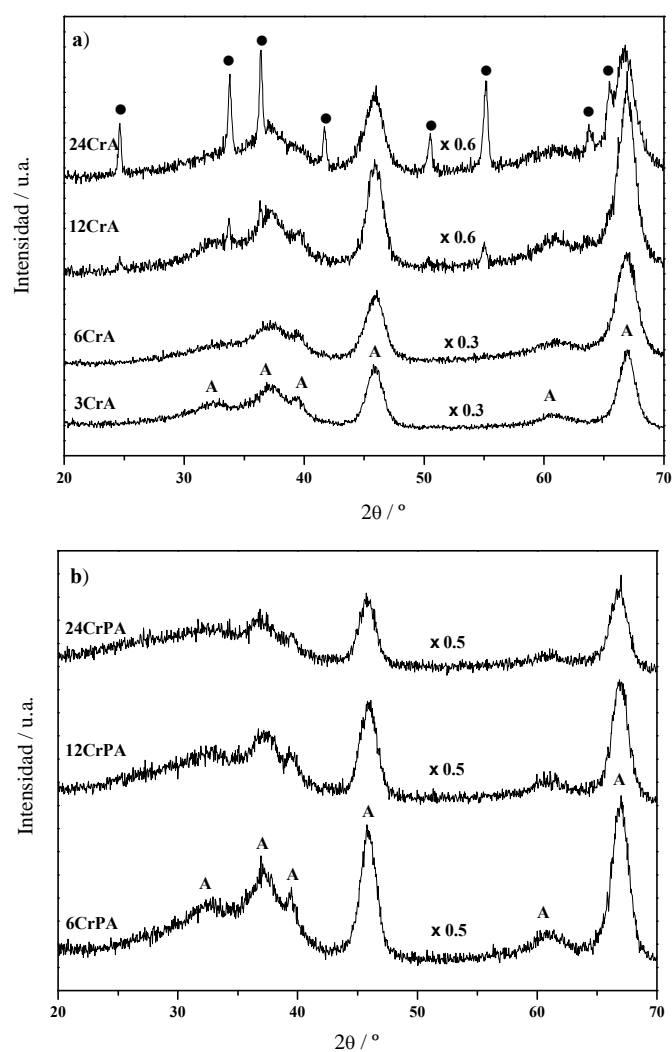 a)
24CrA
x 0.6
12CrA
x 0.6
6CrA
x 0.3
A
A
A
A
A
A
3CrA
x 0.3
Intensidad / u.a.
20 30 40 50 60 70
2θ / º
b)
24CrPA
x 0.5
12CrPA
x 0.5
A
A
A
A
A
A
6CrPA
x 0.5
Intensidad / u.a.
20 30 40 50 60 70
2θ / º